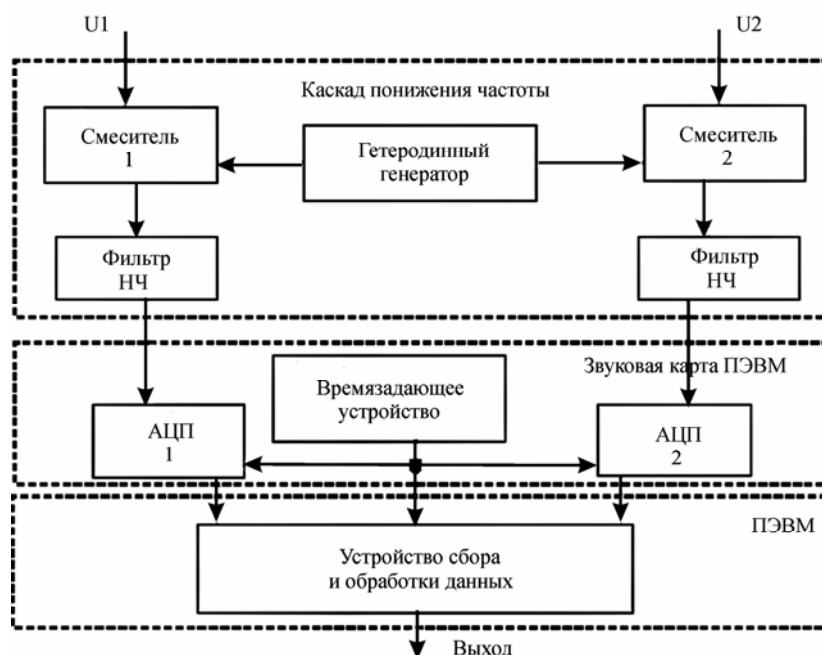 U1
U2
Каскад понижения частоты
Смеситель
1
Гетеродинный
генератор
Смеситель
2
Фильтр
НЧ
Фильтр
НЧ
Звуковая карта ПЭВМ
Времязадающее
устройство
АЦП
1
АЦП
2
ПЭВМ
Устройство сбора
и обработки данных
Выход